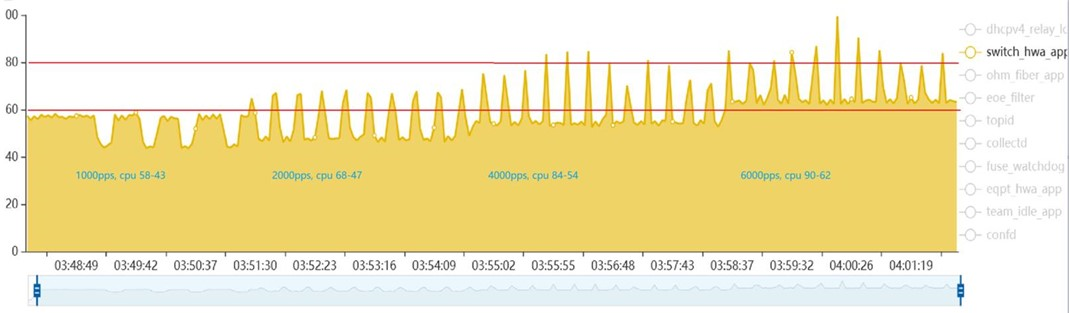 00
80
60
40
20
0
1000pps, cpu 58-43
2000pps, cpu 68-47
4000pps, cpu 84-54
6000pps, cpu 90-62
03:48:49 03:49:42 03:50:37 03:51:30 03:52:23 03:53:16 03:54:09 03:55:02 03:55:55 03:56:48 03:57:43 03:58:37 03:59:32 04:00:26 04:01:19
dhcpv4_relay_lo
switch_hwa_app
ohm_fiber_app
eoe_filter
topid
collectd
fuse_watchdog
eqpt_hwa_app
team_idle_app
confd